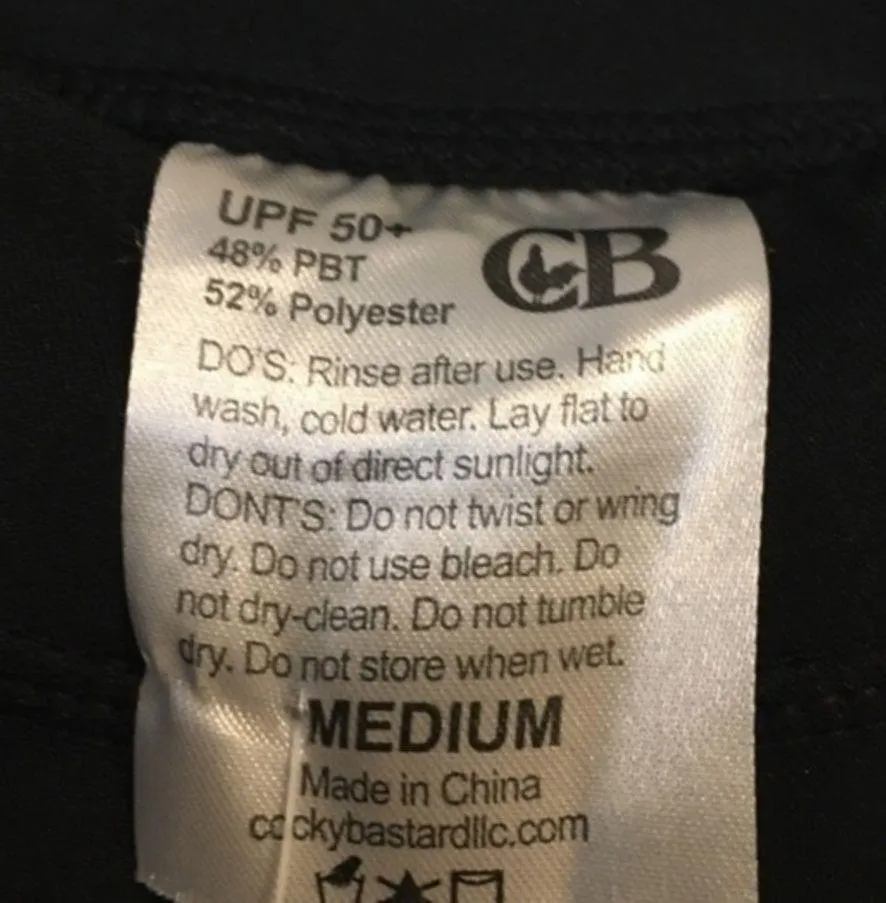 UPF 50+
48% PBT
52% Polyester
CB
DO'S: Rinse after use. Hand
wash, cold water. Lay flat to
dry out of direct sunlight.
DONT'S: Do not twist or wring
dry. Do not use bleach. Do
not dry-clean. Do not tumble
dry. Do not store when wet.
MEDIUM
Made in China
cockybastardllc.com